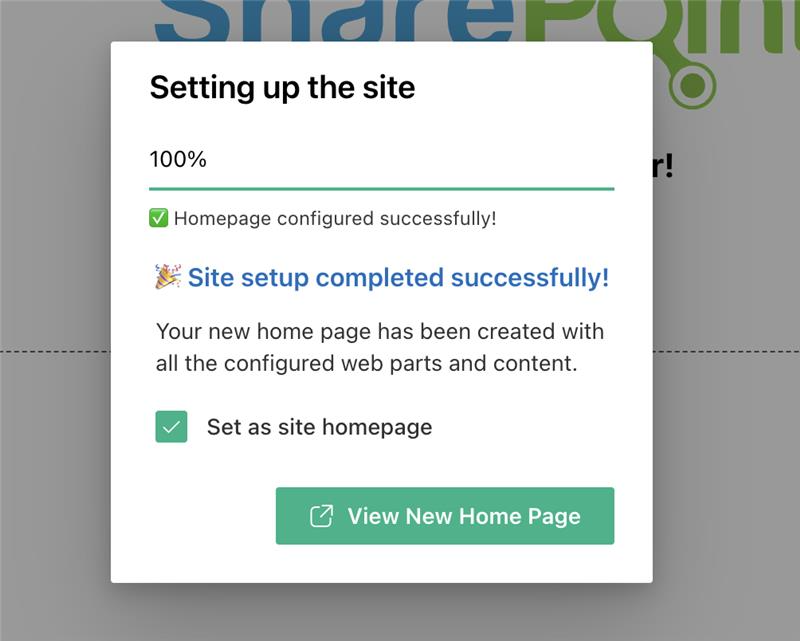 SharePoint
r!
Setting up the site
100%
✅ Homepage configured successfully!
🎉 Site setup completed successfully!
Your new home page has been created with
all the configured web parts and content.
Set as site homepage
View New Home Page